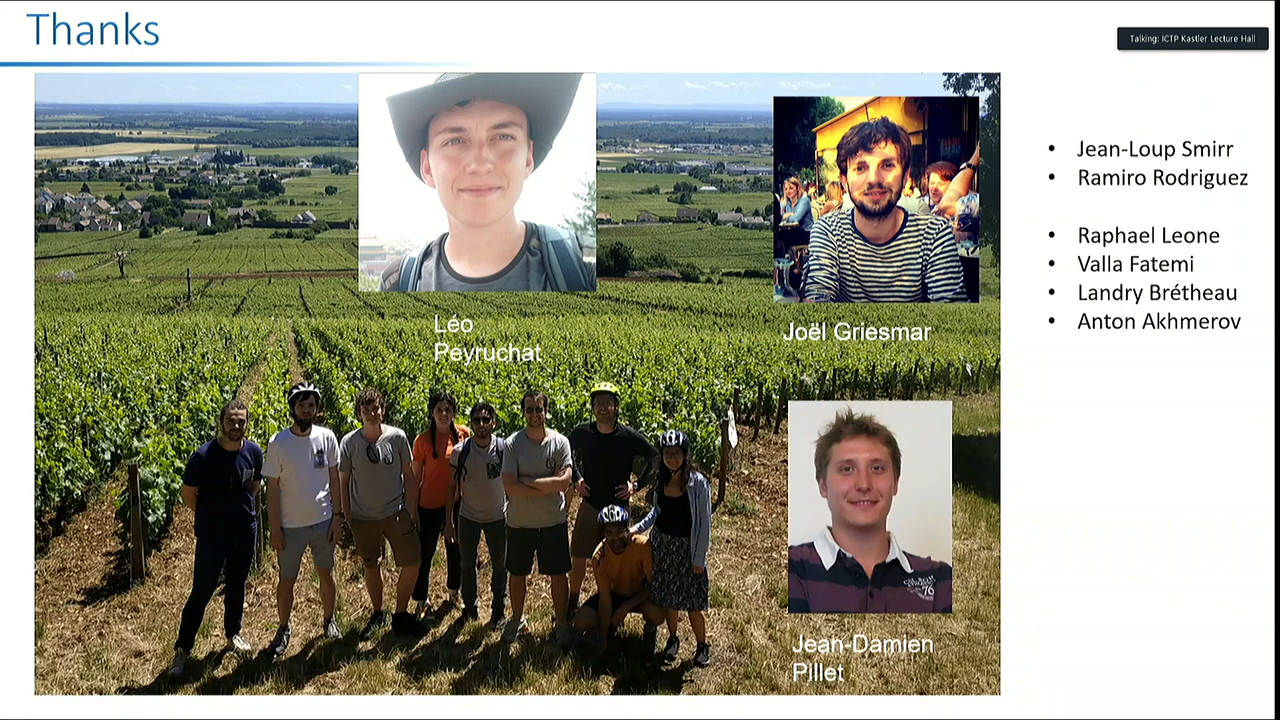 Thanks
Talking: ICTP Kastler Lecture Hall
Léo
Peyruchat
Joël Griesmar
Jean-Damien
Pillet
76
• Jean-Loup Smirr
• Ramiro Rodriguez
• Raphael Leone
• Valla Fatemi
• Landry Brétheau
• Anton Akhmerov